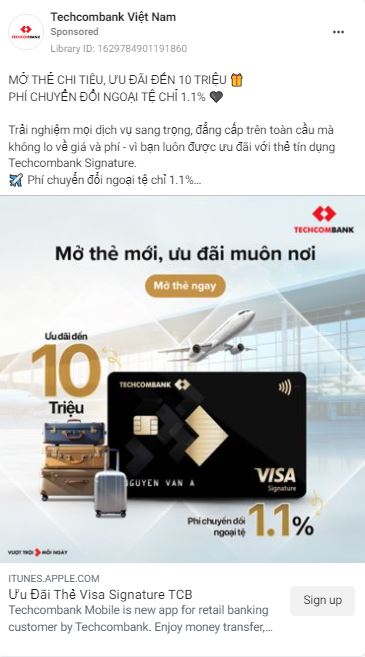 Techcombank Việt Nam
Sponsored
Library ID: 1629784901191860
MỞ THẺ CHI TIÊU, ƯU ĐÃI ĐẾN 10 TRIỆU 🎁
PHÍ CHUYỂN ĐỔI NGOẠI TỆ CHỈ 1.1% 🖤
Trải nghiệm mọi dịch vụ sang trọng, đẳng cấp trên toàn cầu mà
không lo về giá và phí - vì bạn luôn được ưu đãi với thẻ tín dụng
Techcombank Signature.
✈️ Phí chuyển đổi ngoại tệ chỉ 1.1%...
TECHCOMBANK
Mở thẻ mới, ưu đãi muôn nơi
Mở thẻ ngay
Ưu đãi đến
10
Triệu
TECHCOMBANK
NGUYEN VAN A
VISA
Signature
Phí chuyển đổi
ngoại tệ
1.1%
VƯỢT TRỘI MỖI NGÀY
ITUNES.APPLE.COM
Ưu Đãi Thẻ Visa Signature TCB
Techcombank Mobile is new app for retail banking
customer by Techcombank. Enjoy money transfer,...
Sign up